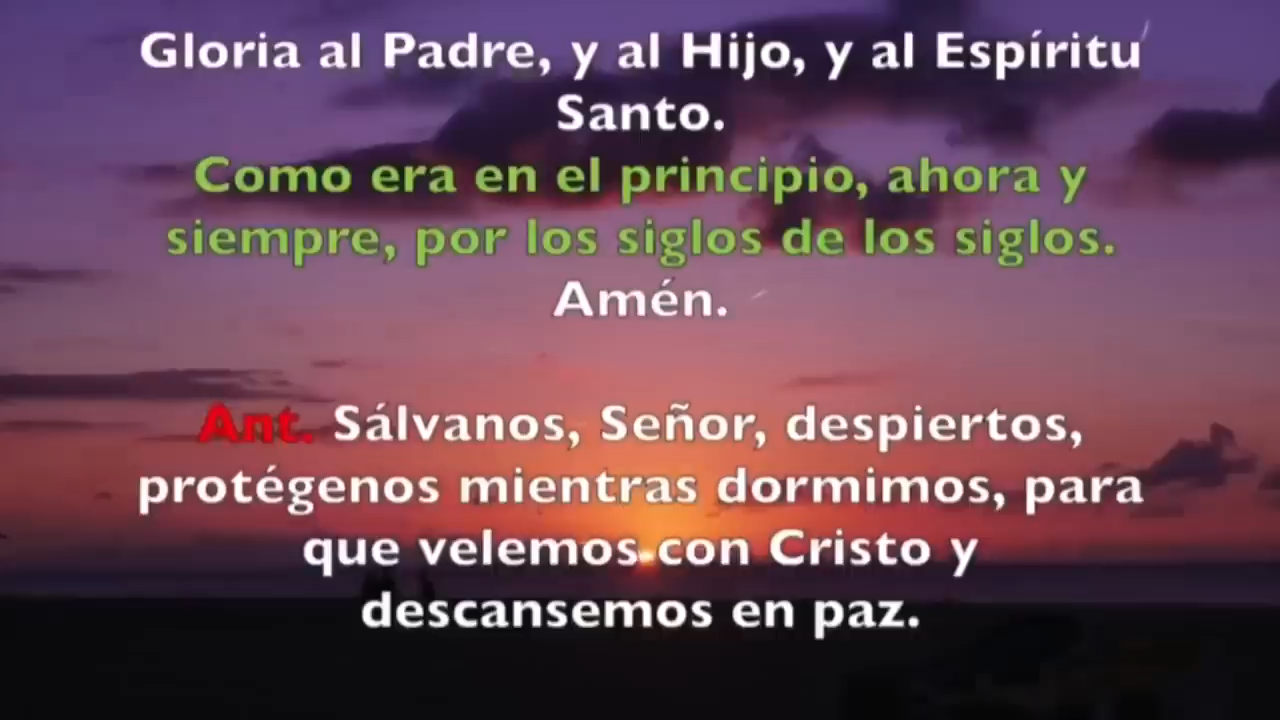 Gloria al Padre, y al Hijo, y al Espíritu
Santo.
Como era en el principio, ahora y
siempre, por los siglos de los siglos.
Amén.
Ant. Sálvanos, Señor, despiertos,
protégenos mientras dormimos, para
que velemos con Cristo y
descansemos en paz.